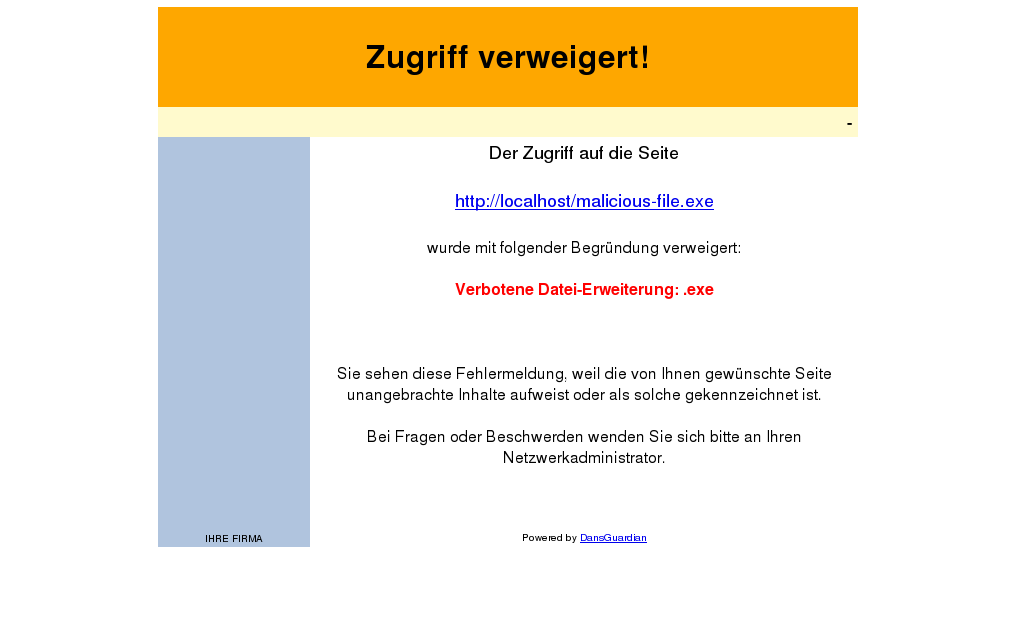 Zugriff verweigert!
-
Der Zugriff auf die Seite
http://localhost/malicious-file.exe
wurde mit folgender Begründung verweigert:
Verbotene Datei-Erweiterung: .exe
Sie sehen diese Fehlermeldung, weil die von Ihnen gewünschte Seite
unangebrachte Inhalte aufweist oder als solche gekennzeichnet ist.
Bei Fragen oder Beschwerden wenden Sie sich bitte an Ihren
Netzwerkadministrator.
IHRE FIRMA
Powered by DansGuardian